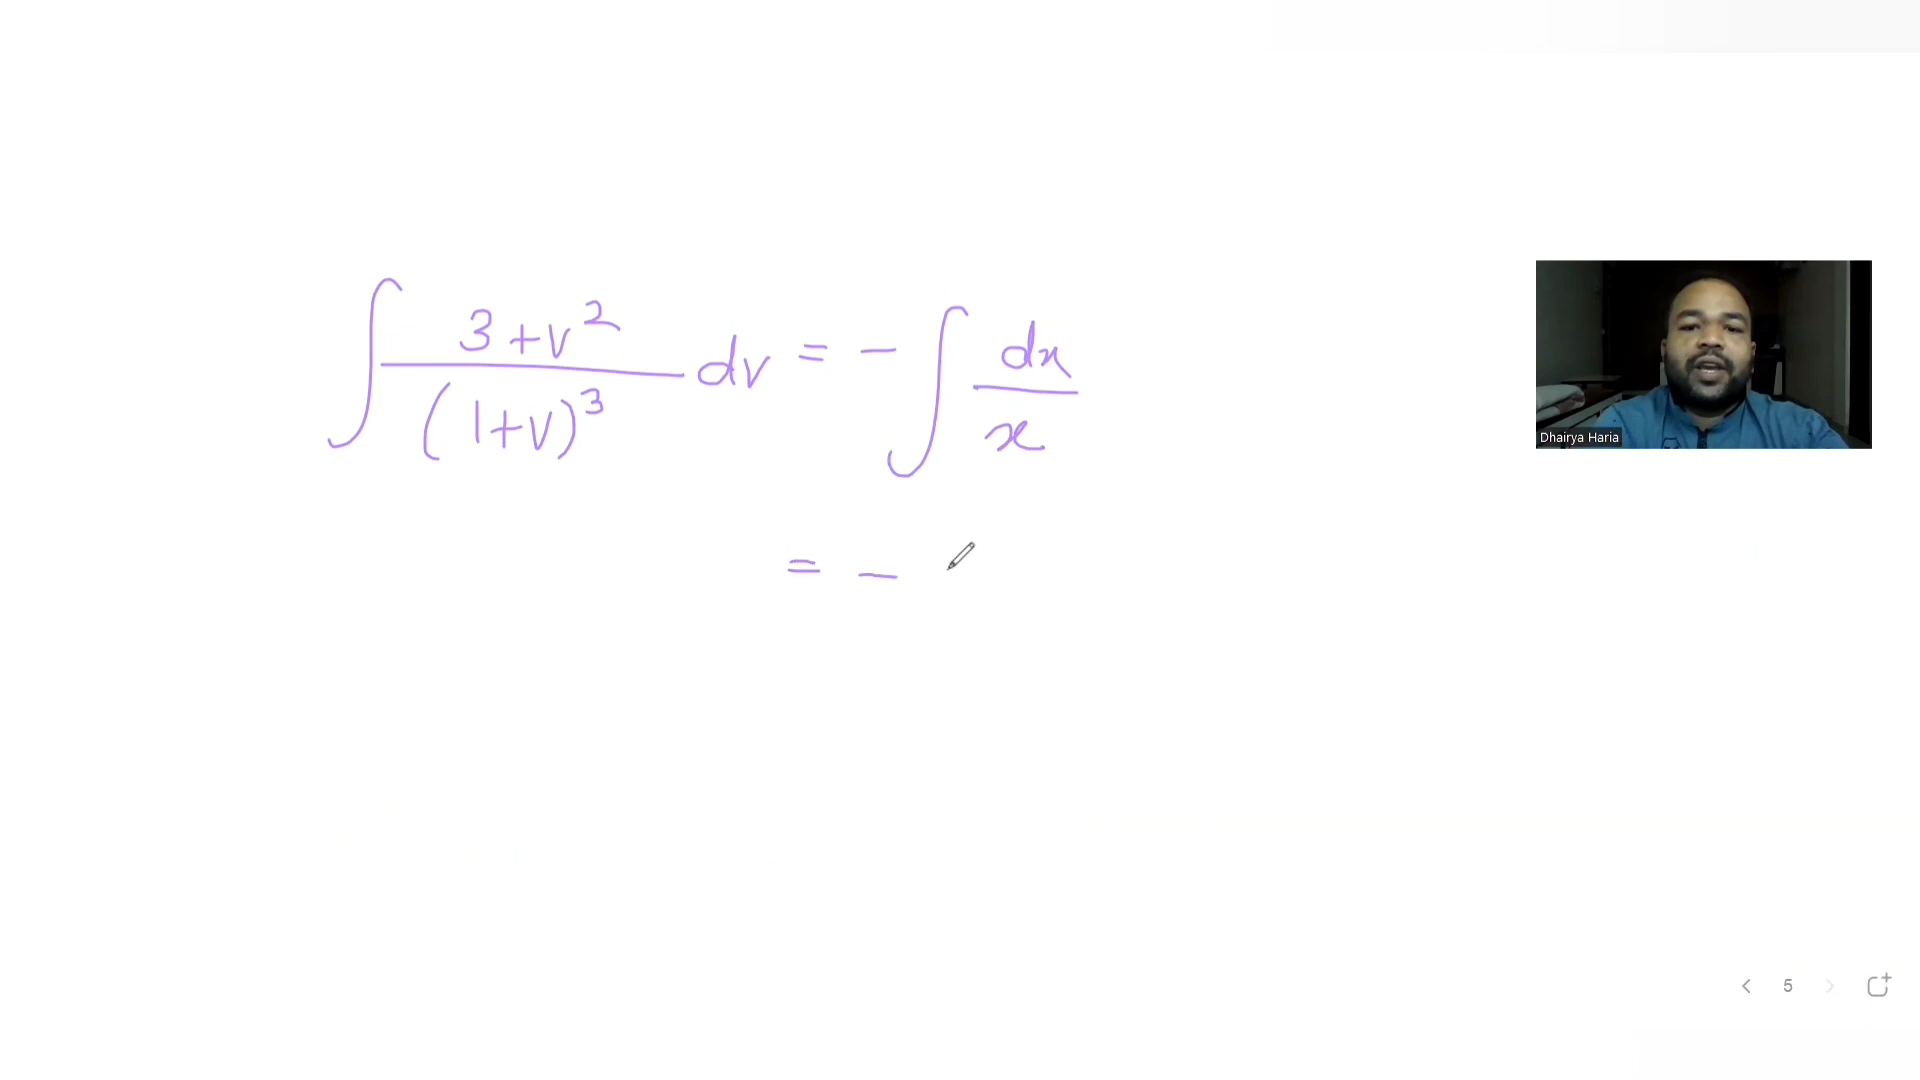 ∫ (3+v²)/(1+v)³ dv = - ∫ dx/x
= -
Dhairya Haria
5